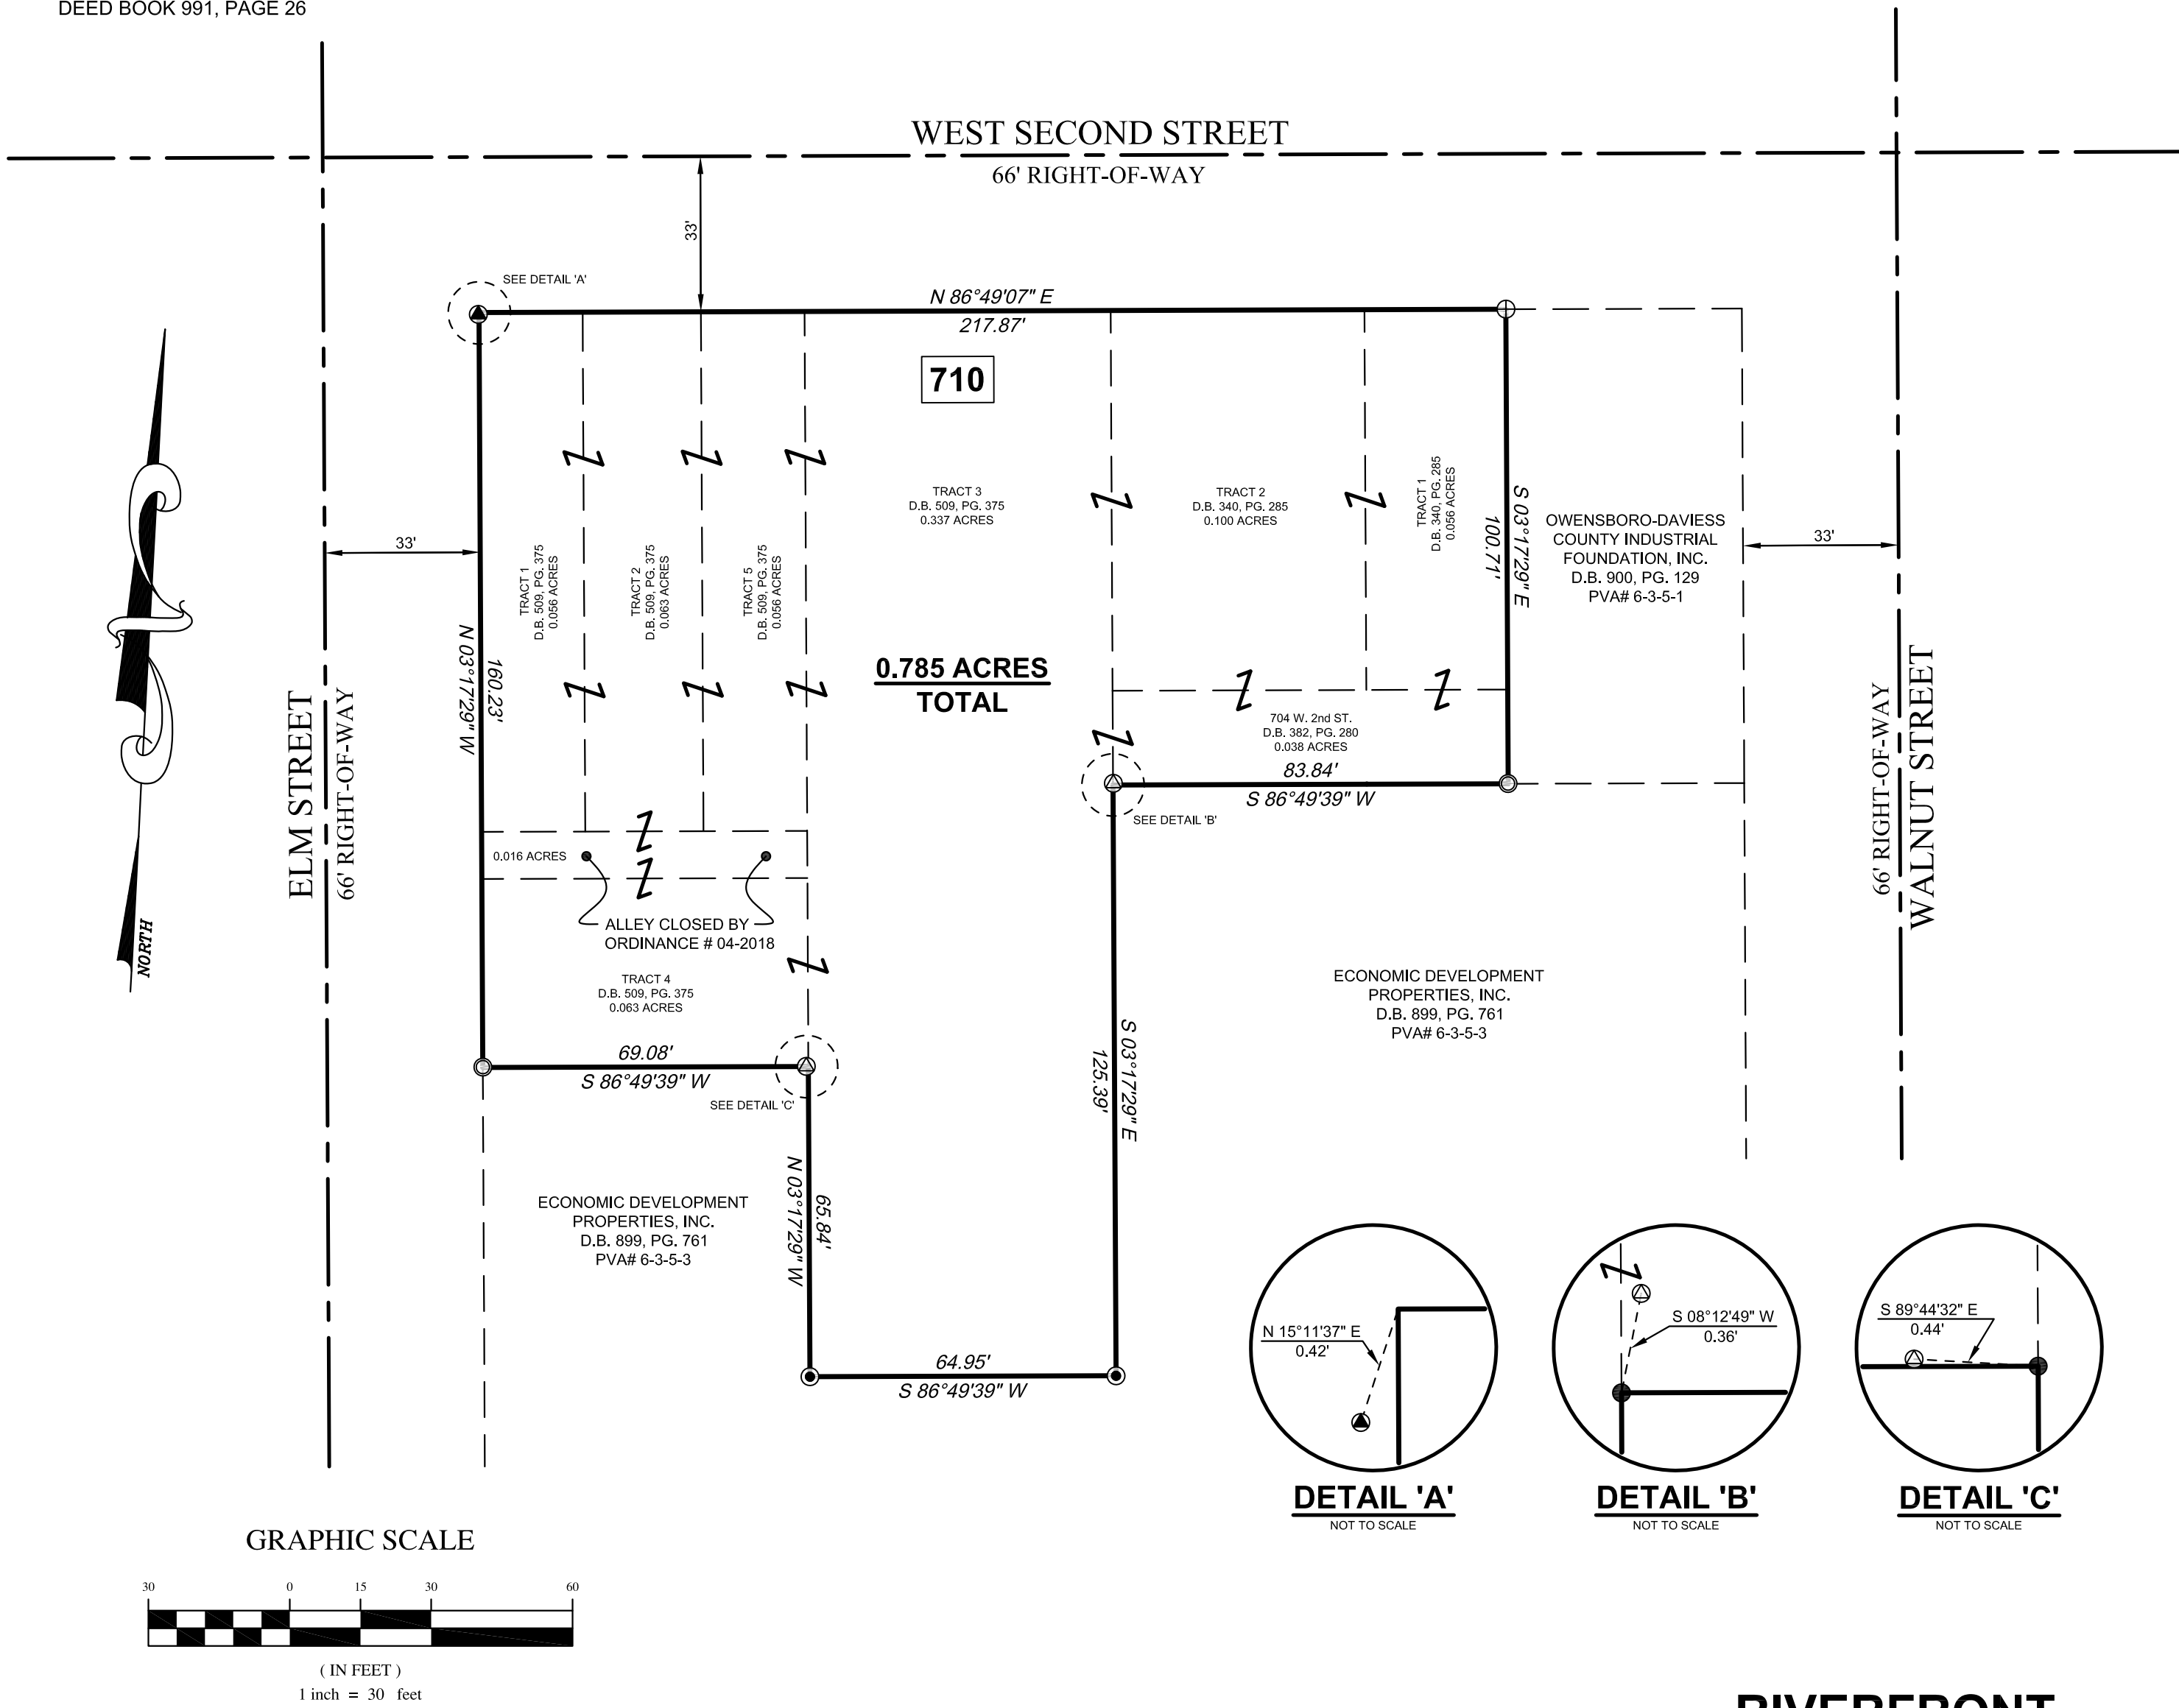 DEED BOOK 991, PAGE 26
WEST SECOND STREET
66' RIGHT-OF-WAY
33'
SEE DETAIL 'A'
N 86°49'07" E
217.87'
710
TRACT 3
D.B. 509, PG. 375
0.337 ACRES
TRACT 2
D.B. 340, PG. 285
0.100 ACRES
TRACT 1
D.B. 340, PG. 285
0.056 ACRES
S 03°17'29" E
100.71'
OWENSBORO-DAVIESS
COUNTY INDUSTRIAL
FOUNDATION, INC.
D.B. 900, PG. 129
PVA# 6-3-5-1
33'
33'
TRACT 1
D.B. 509, PG. 375
0.056 ACRES
TRACT 2
D.B. 509, PG. 375
0.063 ACRES
TRACT 5
D.B. 509, PG. 375
0.056 ACRES
160.23'
N 03°17'29" W
0.785 ACRES
TOTAL
704 W. 2nd ST.
D.B. 382, PG. 280
0.038 ACRES
83.84'
S 86°49'39" W
SEE DETAIL 'B'
ELM STREET
66' RIGHT-OF-WAY
66' RIGHT-OF-WAY
WALNUT STREET
NORTH
0.016 ACRES
ALLEY CLOSED BY
ORDINANCE # 04-2018
TRACT 4
D.B. 509, PG. 375
0.063 ACRES
69.08'
S 86°49'39" W
SEE DETAIL 'C'
S 03°17'29" E
125.39'
ECONOMIC DEVELOPMENT
PROPERTIES, INC.
D.B. 899, PG. 761
PVA# 6-3-5-3
ECONOMIC DEVELOPMENT
PROPERTIES, INC.
D.B. 899, PG. 761
PVA# 6-3-5-3
65.84'
N 03°17'29" W
64.95'
S 86°49'39" W
N 15°11'37" E
0.42'
DETAIL 'A'
NOT TO SCALE
S 08°12'49" W
0.36'
DETAIL 'B'
NOT TO SCALE
S 89°44'32" E
0.44'
DETAIL 'C'
NOT TO SCALE
GRAPHIC SCALE
30 0 15 30 60
( IN FEET )
1 inch = 30 feet
RIVERFRONT